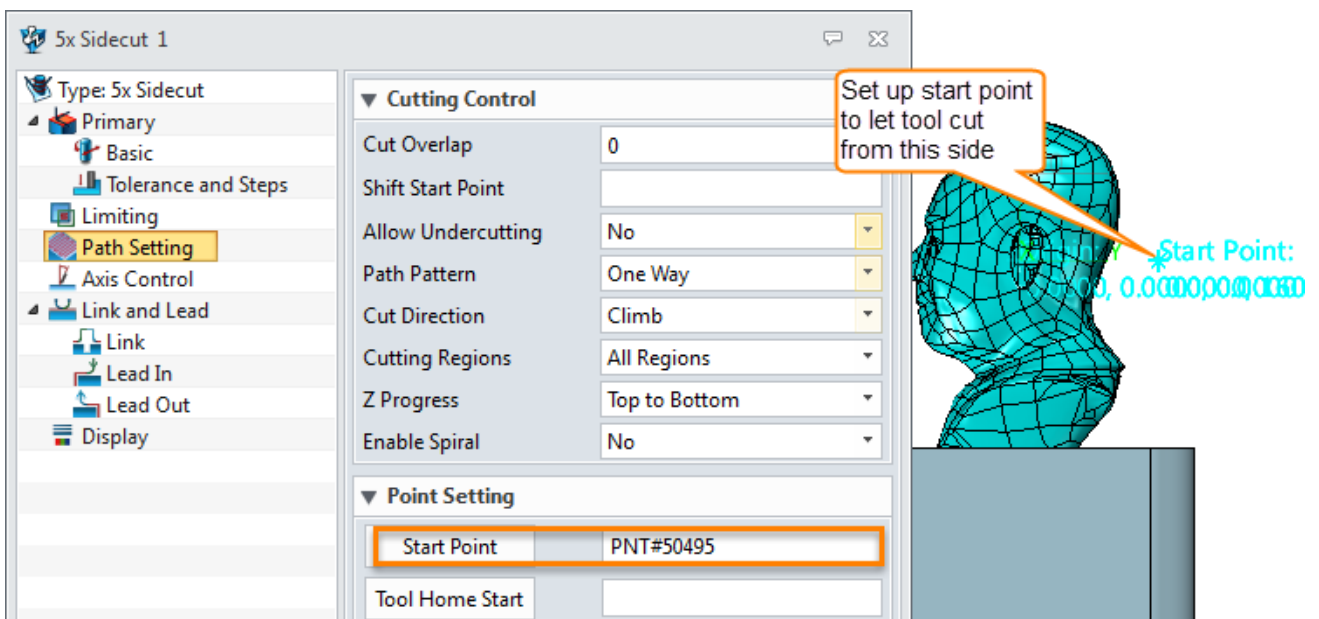 5x Sidecut 1
Type: 5x Sidecut
Primary
Basic
Tolerance and Steps
Limiting
Path Setting
Axis Control
Link and Lead
Link
Lead In
Lead Out
Display
Cutting Control
Cut Overlap 0
Shift Start Point
Allow Undercutting No
Path Pattern One Way
Cut Direction Climb
Cutting Regions All Regions
Z Progress Top to Bottom
Enable Spiral No
Point Setting
Start Point PNT#50495
Tool Home Start
Set up start point
to let tool cut
from this side
Start Point: